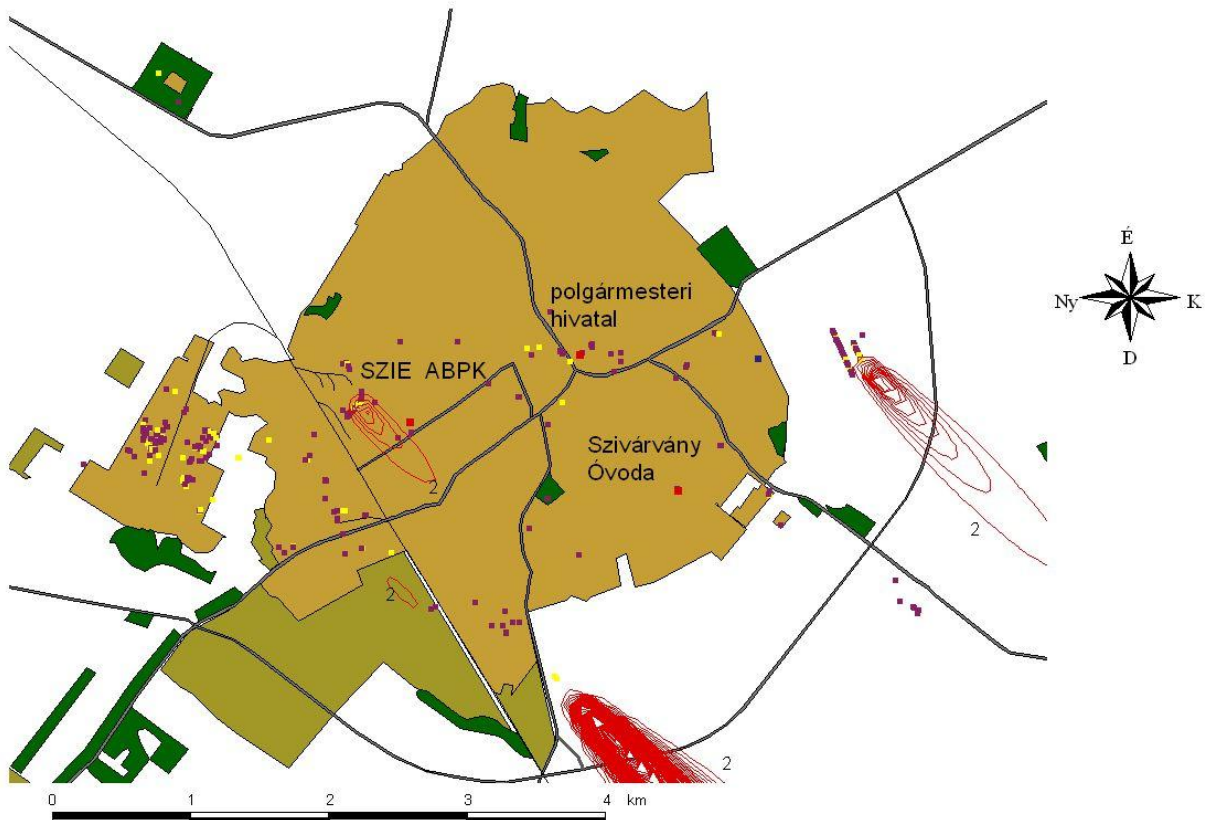 É
Ny
K
D
polgármesteri
hivatal
SZIE ABPK
Szivárvány
Óvoda
2
2
2
2
0 1 2 3 4 km